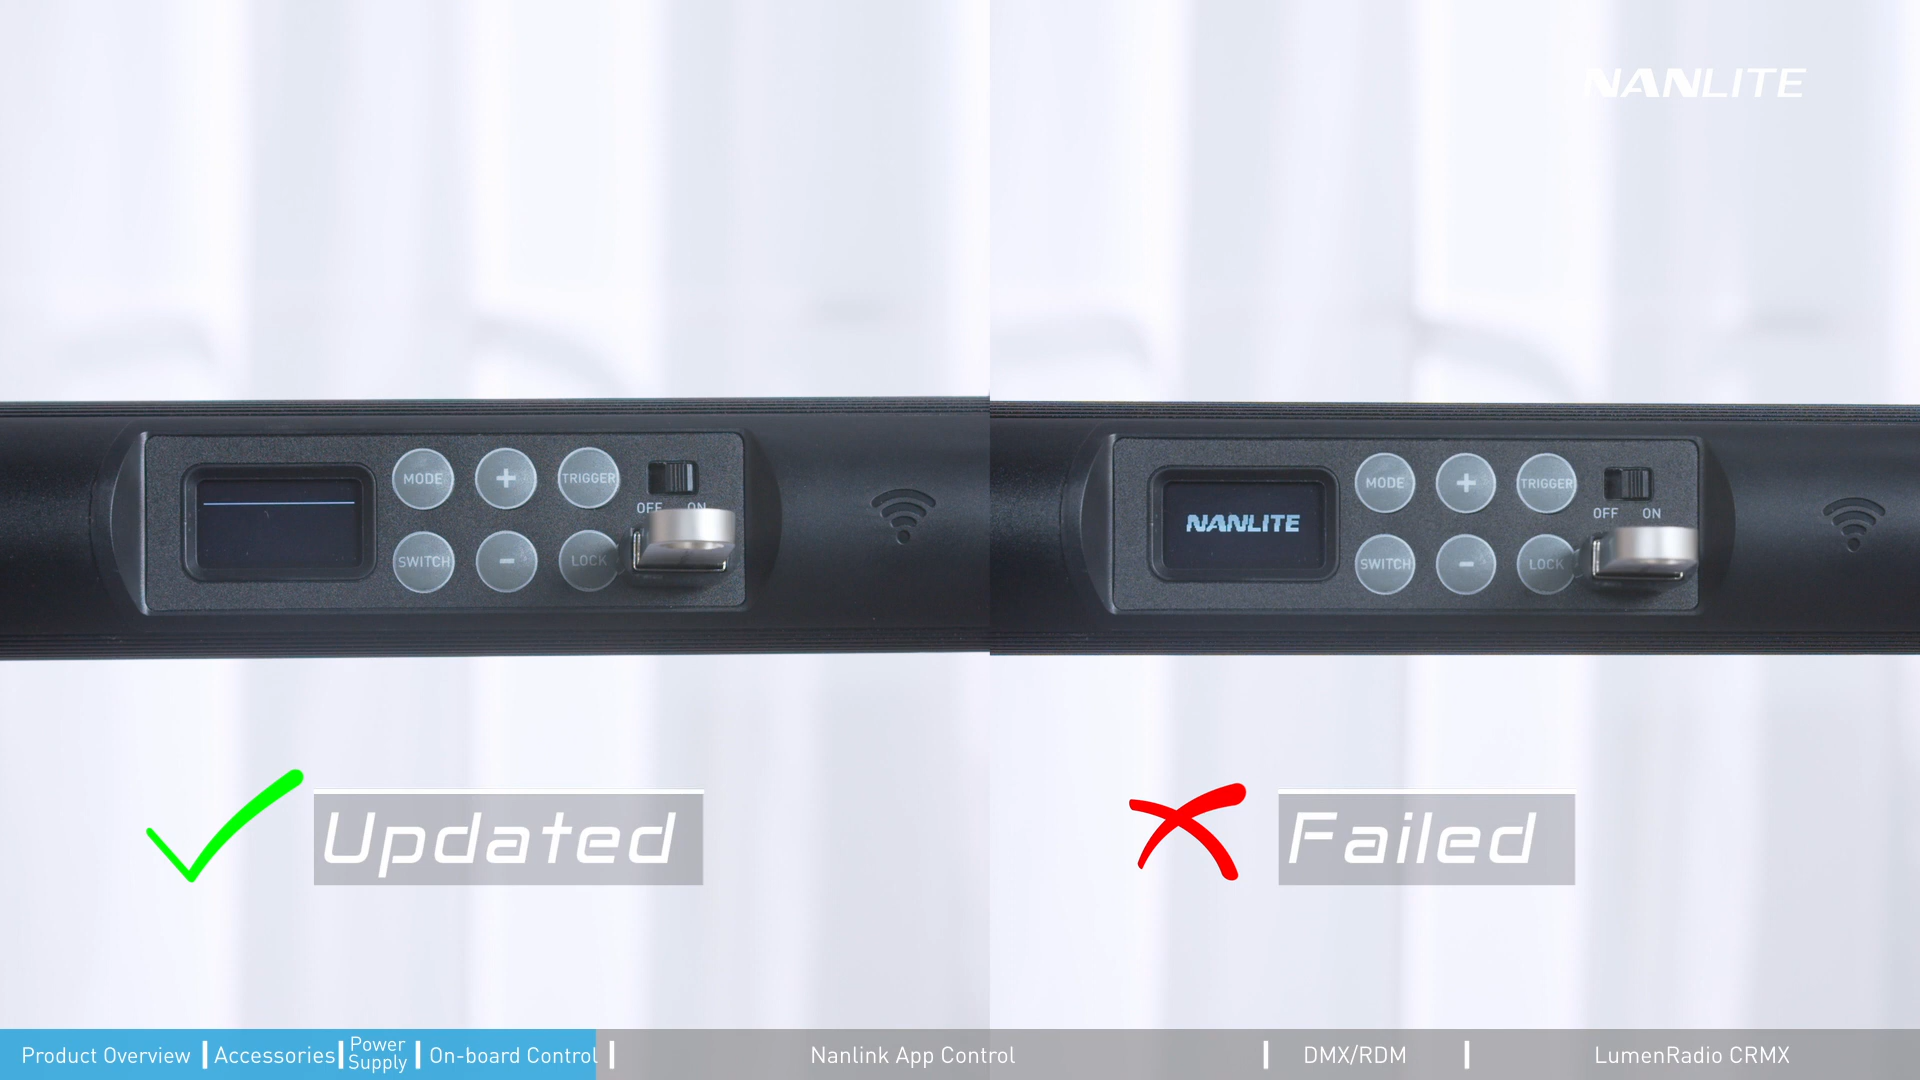 NANLITE
MODE + TRIGGER
OFF ON
SWITCH - LOCK
NANLITE
MODE + TRIGGER
OFF ON
SWITCH - LOCK
Updated
Failed
Product Overview | Accessories | Power Supply | On-board Control | Nanlink App Control | DMX/RDM | LumenRadio CRMX